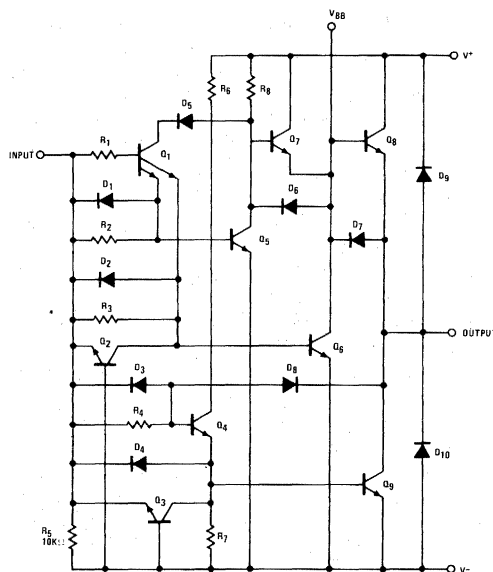 VBB
V+
R6
R8
D5
R1
Q7
Q8
INPUT
Q1
D9
D1
D6
R2
Q5
D7
D2
R3
OUTPUT
Q2
Q6
D3
D8
R4
Q4
D10
D4
Q9
Q3
R5
10KΩ
R7
V−